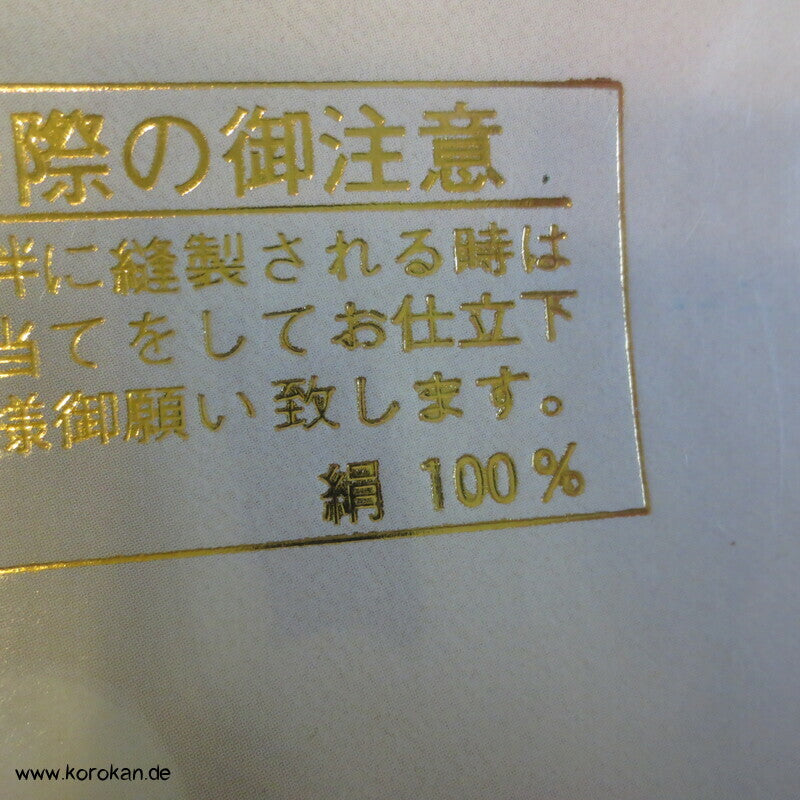 際の御注意
袢に縫製される時は
当てをしてお仕立下
様御願い致します。
絹 100%
www.korokan.de